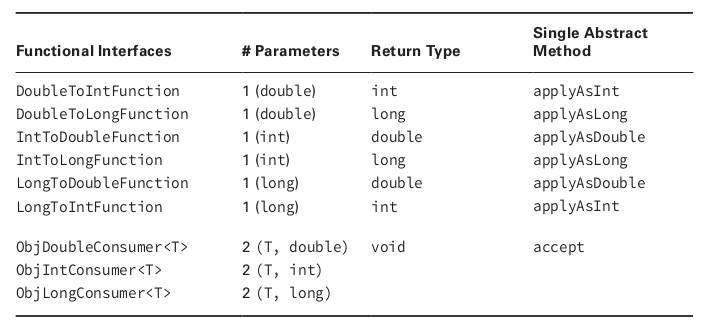 Functional Interfaces # Parameters Return Type Single Abstract Method
DoubleToIntFunction 1 (double) int applyAsInt
DoubleToLongFunction 1 (double) long applyAsLong
IntToDoubleFunction 1 (int) double applyAsDouble
IntToLongFunction 1 (int) long applyAsLong
LongToDoubleFunction 1 (long) double applyAsDouble
LongToIntFunction 1 (long) int applyAsInt
ObjDoubleConsumer<T> 2 (T, double) void accept
ObjIntConsumer<T> 2 (T, int)
ObjLongConsumer<T> 2 (T, long)